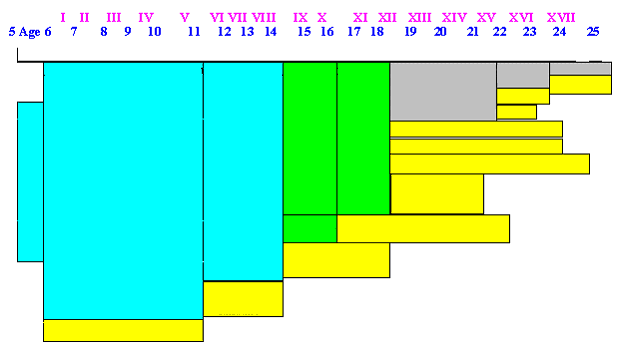 I II III IV V VI VII VIII IX X XI XII XIII XIV XV XVI XVII
5 Age 6 7 8 9 10 11 12 13 14 15 16 17 18 19 20 21 22 23 24 25